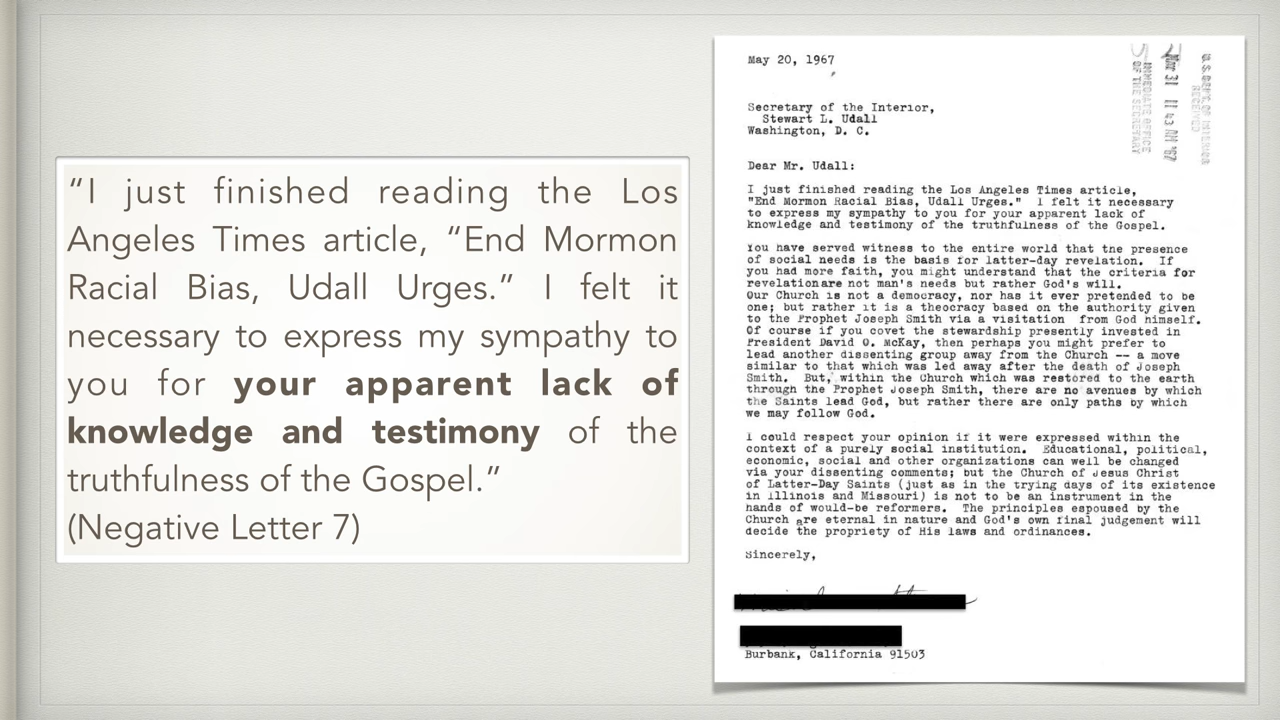 “I just finished reading the Los
Angeles Times article, “End Mormon
Racial Bias, Udall Urges.” I felt it
necessary to express my sympathy to
you for your apparent lack of
knowledge and testimony of the
truthfulness of the Gospel.”
(Negative Letter 7)
May 20, 1967
U.S. DEPT. OF INTERIOR
RECEIVED
31 11 43 AM '67
IMMEDIATE OFFICE
OF THE SECRETARY
Secretary of the Interior,
Stewart L. Udall
Washington, D. C.
Dear Mr. Udall:
I just finished reading the Los Angeles Times article,
"End Mormon Racial Bias, Udall Urges." I felt it necessary
to express my sympathy to you for your apparent lack of
knowledge and testimony of the truthfulness of the Gospel.
You have served witness to the entire world that the presence
of social needs is the basis for latter-day revelation. If
you had more faith, you might understand that the criteria for
revelationare not man's needs but rather God's will.
Our Church is not a democracy, nor has it ever pretended to be
one; but rather it is a theocracy based on the authority given
to the Prophet Joseph Smith via a visitation from God himself.
Of course if you covet the stewardship presently invested in
President David O. McKay, then perhaps you might prefer to
lead another dissenting group away from the Church -- a move
similar to that which was led away after the death of Joseph
Smith. But, within the Church which was restored to the earth
through the Prophet Joseph Smith, there are no avenues by which
the Saints lead God, but rather there are only paths by which
we may follow God.
I could respect your opinion if it were expressed within the
context of a purely social institution. Educational, political,
economic, social and other organizations can well be changed
via your dissenting comments; but the Church of Jesus Christ
of Latter-Day Saints (just as in the trying days of its existence
in Illinois and Missouri) is not to be an instrument in the
hands of would-be reformers. The principles espoused by the
Church are eternal in nature and God's own final judgement will
decide the propriety of His laws and ordinances.
Sincerely,
Burbank, California 91503